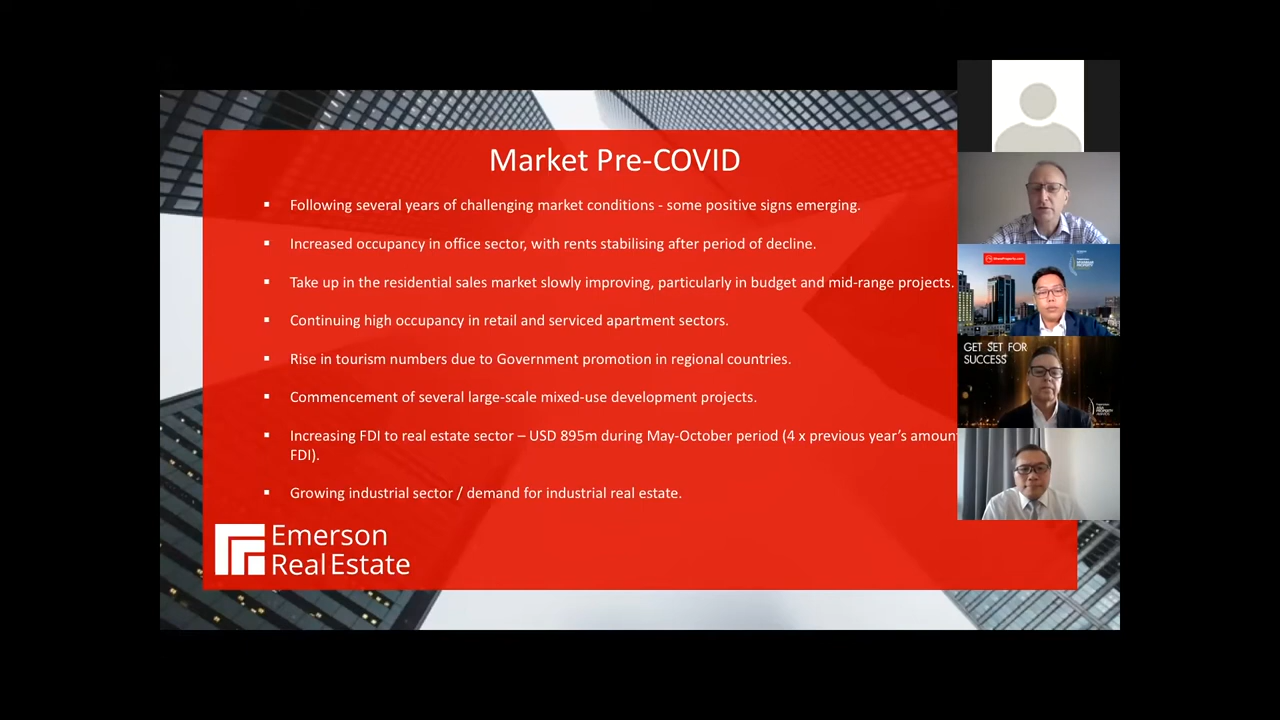 Market Pre-COVID
▪ Following several years of challenging market conditions - some positive signs emerging.
▪ Increased occupancy in office sector, with rents stabilising after period of decline.
▪ Take up in the residential sales market slowly improving, particularly in budget and mid-range projects.
▪ Continuing high occupancy in retail and serviced apartment sectors.
▪ Rise in tourism numbers due to Government promotion in regional countries.
▪ Commencement of several large-scale mixed-use development projects.
▪ Increasing FDI to real estate sector – USD 895m during May-October period (4 x previous year’s amoun
FDI).
▪ Growing industrial sector / demand for industrial real estate.
Emerson
Real Estate
GET SET FOR
SUCCESS